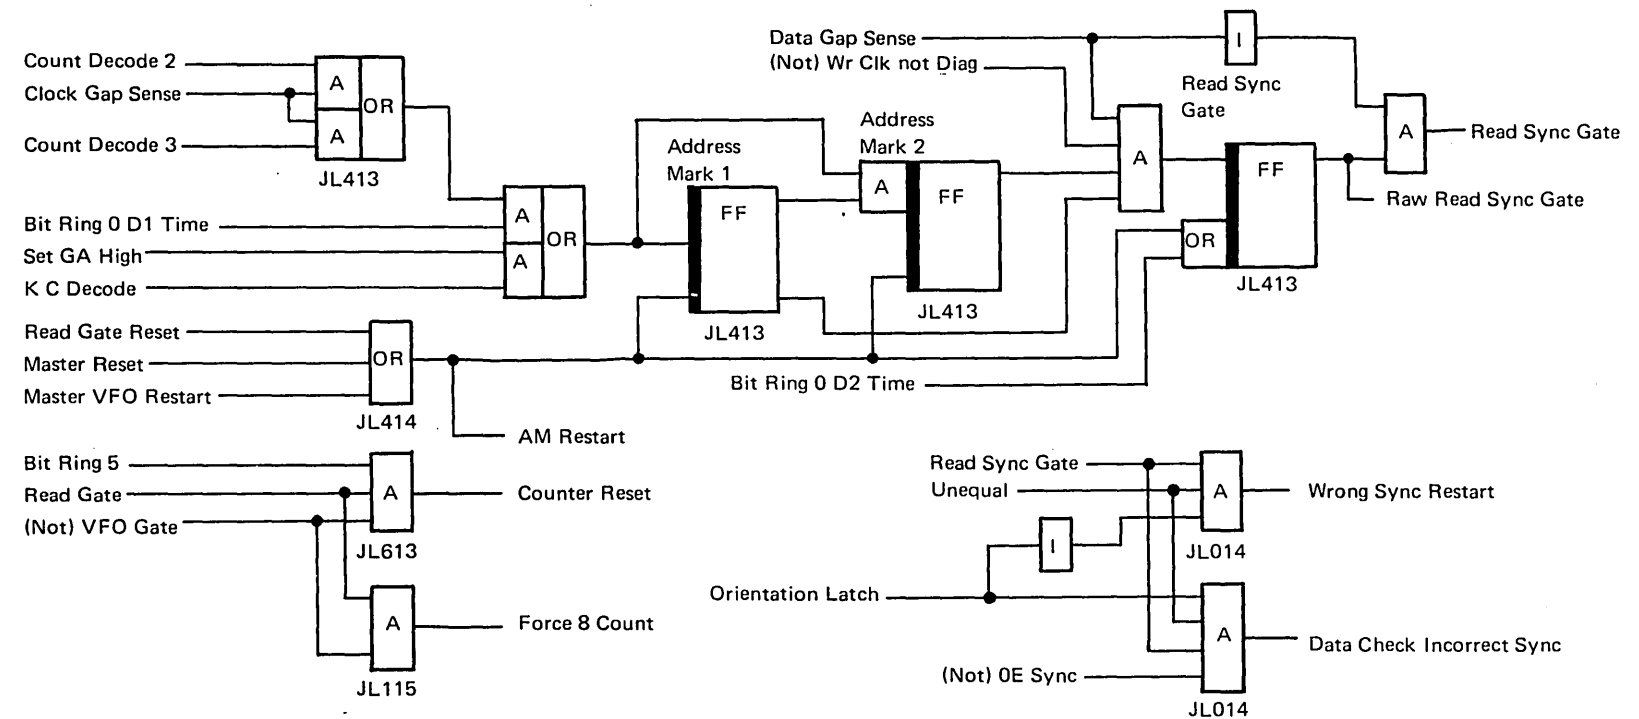 Count Decode 2
Clock Gap Sense
Count Decode 3
A
A
OR
JL413
Bit Ring 0 D1 Time
Set GA High
K C Decode
A
A
OR
Read Gate Reset
Master Reset
Master VFO Restart
OR
JL414
AM Restart
Address
Mark 1
FF
JL413
Address
Mark 2
A
FF
JL413
Data Gap Sense
(Not) Wr Clk not Diag
I
Read Sync
Gate
A
FF
OR
JL413
A
Read Sync Gate
Raw Read Sync Gate
Bit Ring 0 D2 Time
Bit Ring 5
Read Gate
(Not) VFO Gate
A
JL613
Counter Reset
A
JL115
Force 8 Count
Read Sync Gate
Unequal
I
A
JL014
Wrong Sync Restart
Orientation Latch
(Not) 0E Sync
A
JL014
Data Check Incorrect Sync